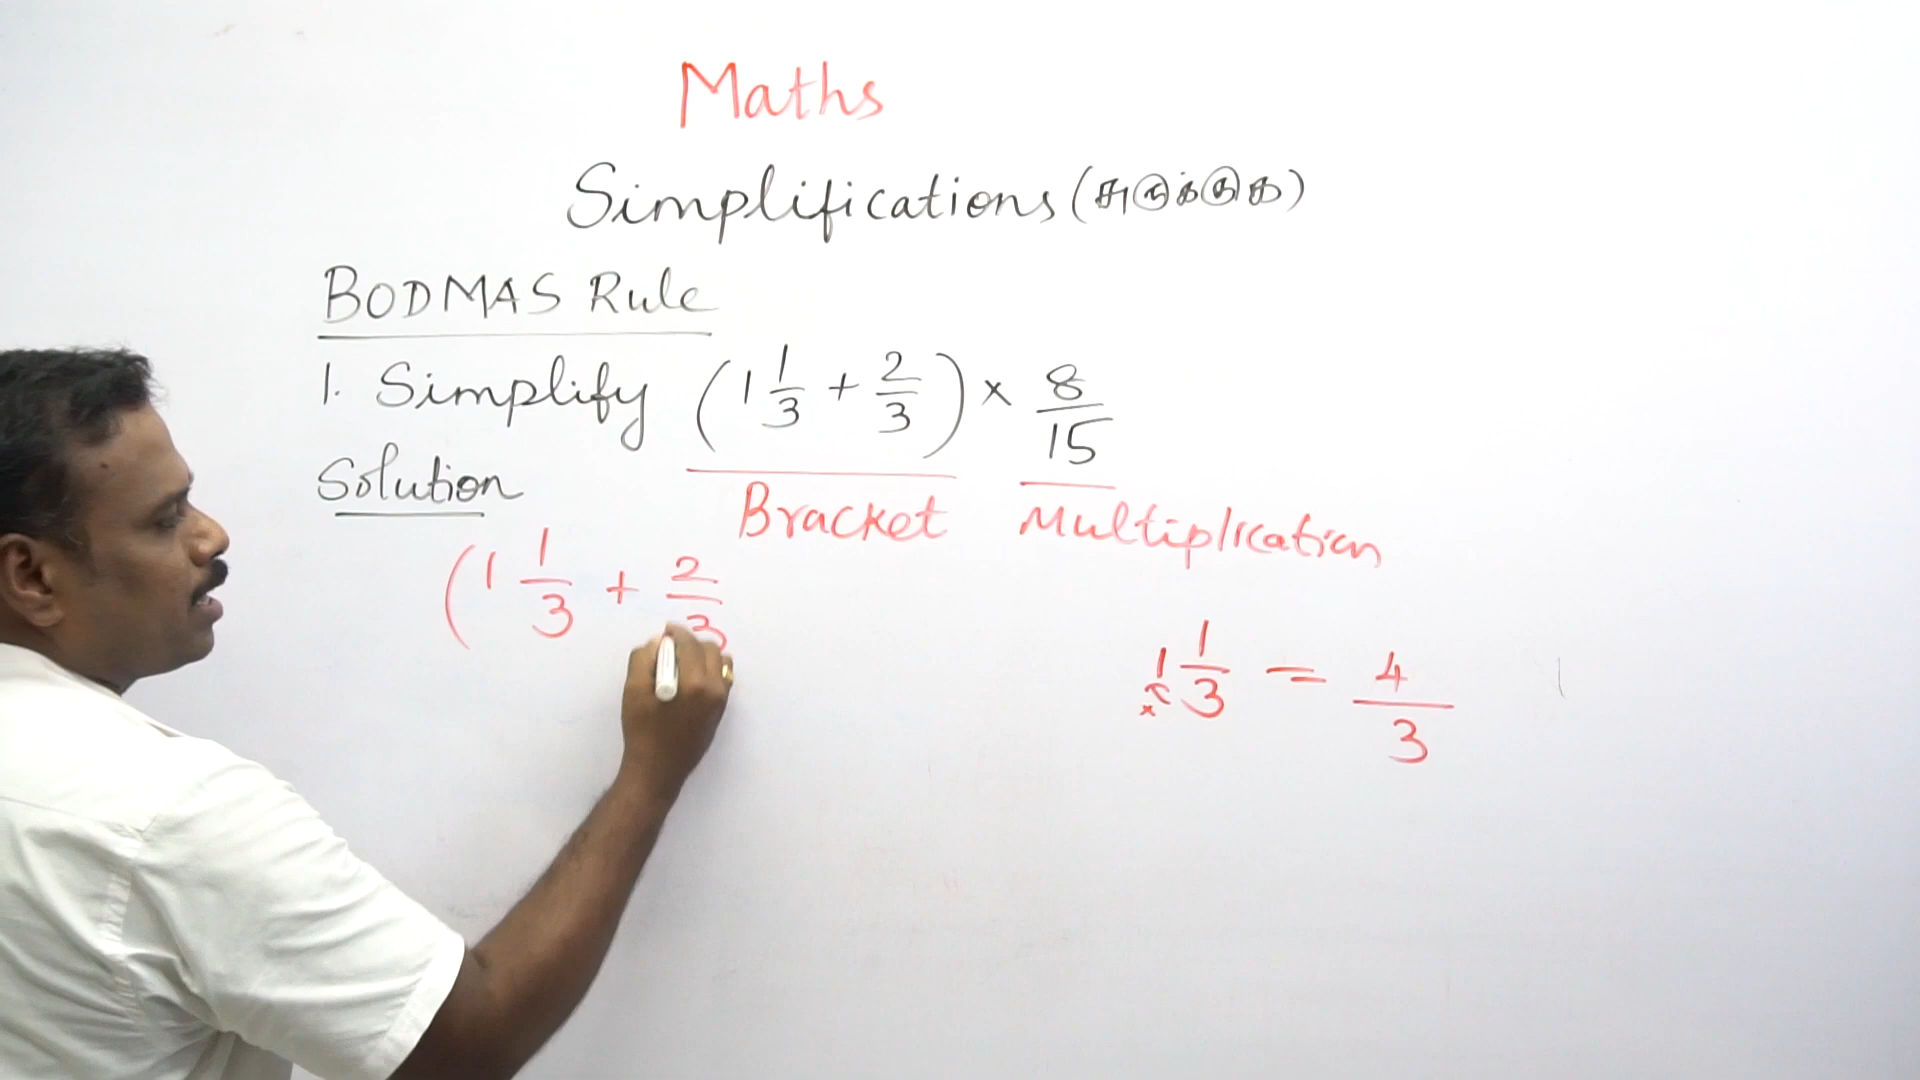 Maths
Simplifications (சுருக்குக)
BODMAS Rule
1. Simplify (1 1/3 + 2/3) × 8/15
Bracket Multiplication
Solution
(1 1/3 + 2/3
1 1/3 = 4/3